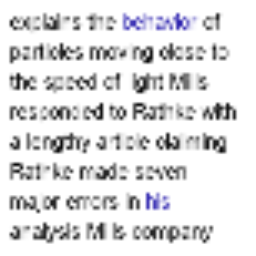 explains the behavior of
particles moving close to
the speed of light Mills
responded to Rathke with
a lengthy article claiming
Rathke made seven
major errors in his
analysis Mills company